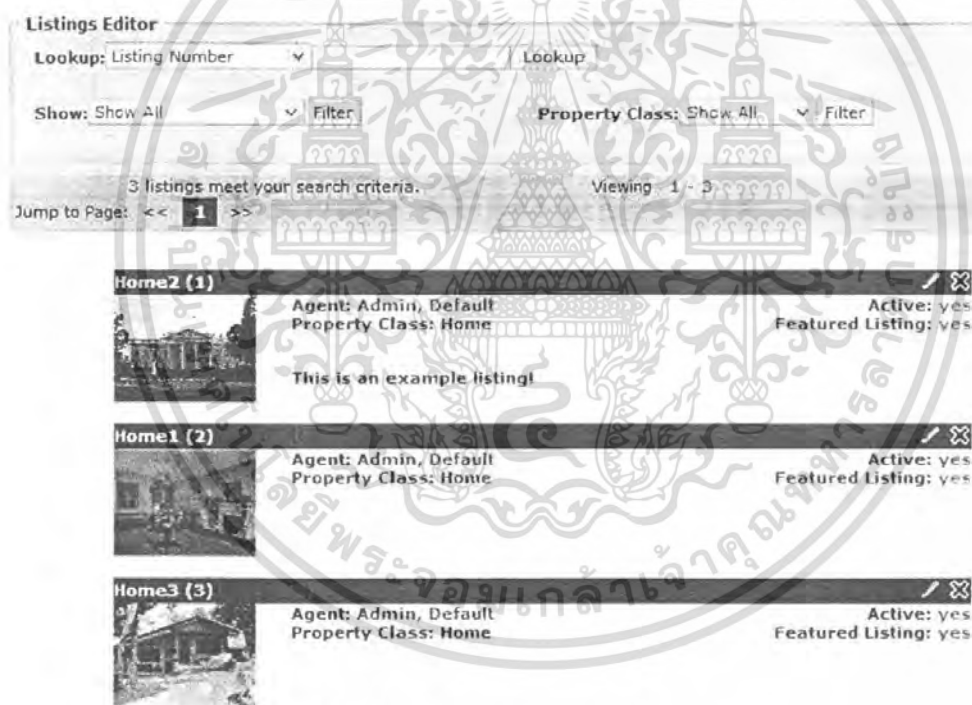 Listings Editor
Lookup: Listing Number Lookup
Show: Show All Filter Property Class: Show All Filter
3 listings meet your search criteria. Viewing 1 - 3
Jump to Page: << 1 >>
Home2 (1)
Agent: Admin, Default Active: yes
Property Class: Home Featured Listing: yes
This is an example listing!
Home1 (2)
Agent: Admin, Default Active: yes
Property Class: Home Featured Listing: yes
Home3 (3)
Agent: Admin, Default Active: yes
Property Class: Home Featured Listing: yes